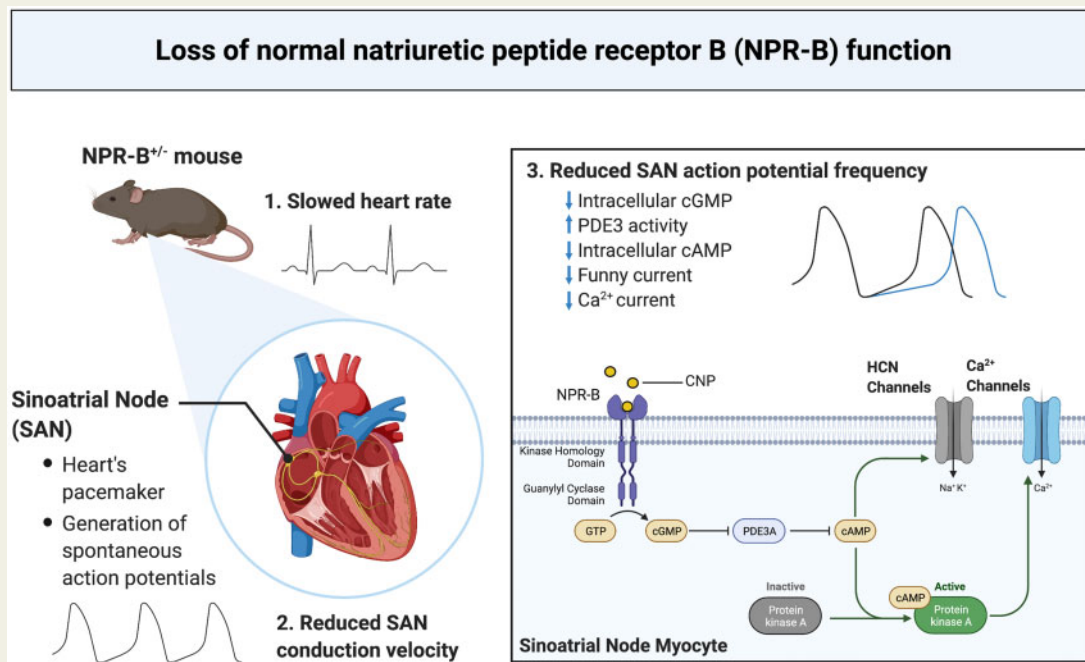 Loss of normal natriuretic peptide receptor B (NPR-B) function
NPR-B+/- mouse
1. Slowed heart rate
Sinoatrial Node
(SAN)
• Heart's
pacemaker
• Generation of
spontaneous
action potentials
2. Reduced SAN
conduction velocity
3. Reduced SAN action potential frequency
↓ Intracellular cGMP
↑ PDE3 activity
↓ Intracellular cAMP
↓ Funny current
↓ Ca²⁺ current
CNP
NPR-B
HCN
Channels
Ca²⁺
Channels
Kinase Homology
Domain
Guanylyl Cyclase
Domain
Na⁺ K⁺
Ca²⁺
GTP
cGMP
PDE3A
cAMP
Inactive
Protein
kinase A
cAMP
Active
Protein
kinase A
Sinoatrial Node Myocyte